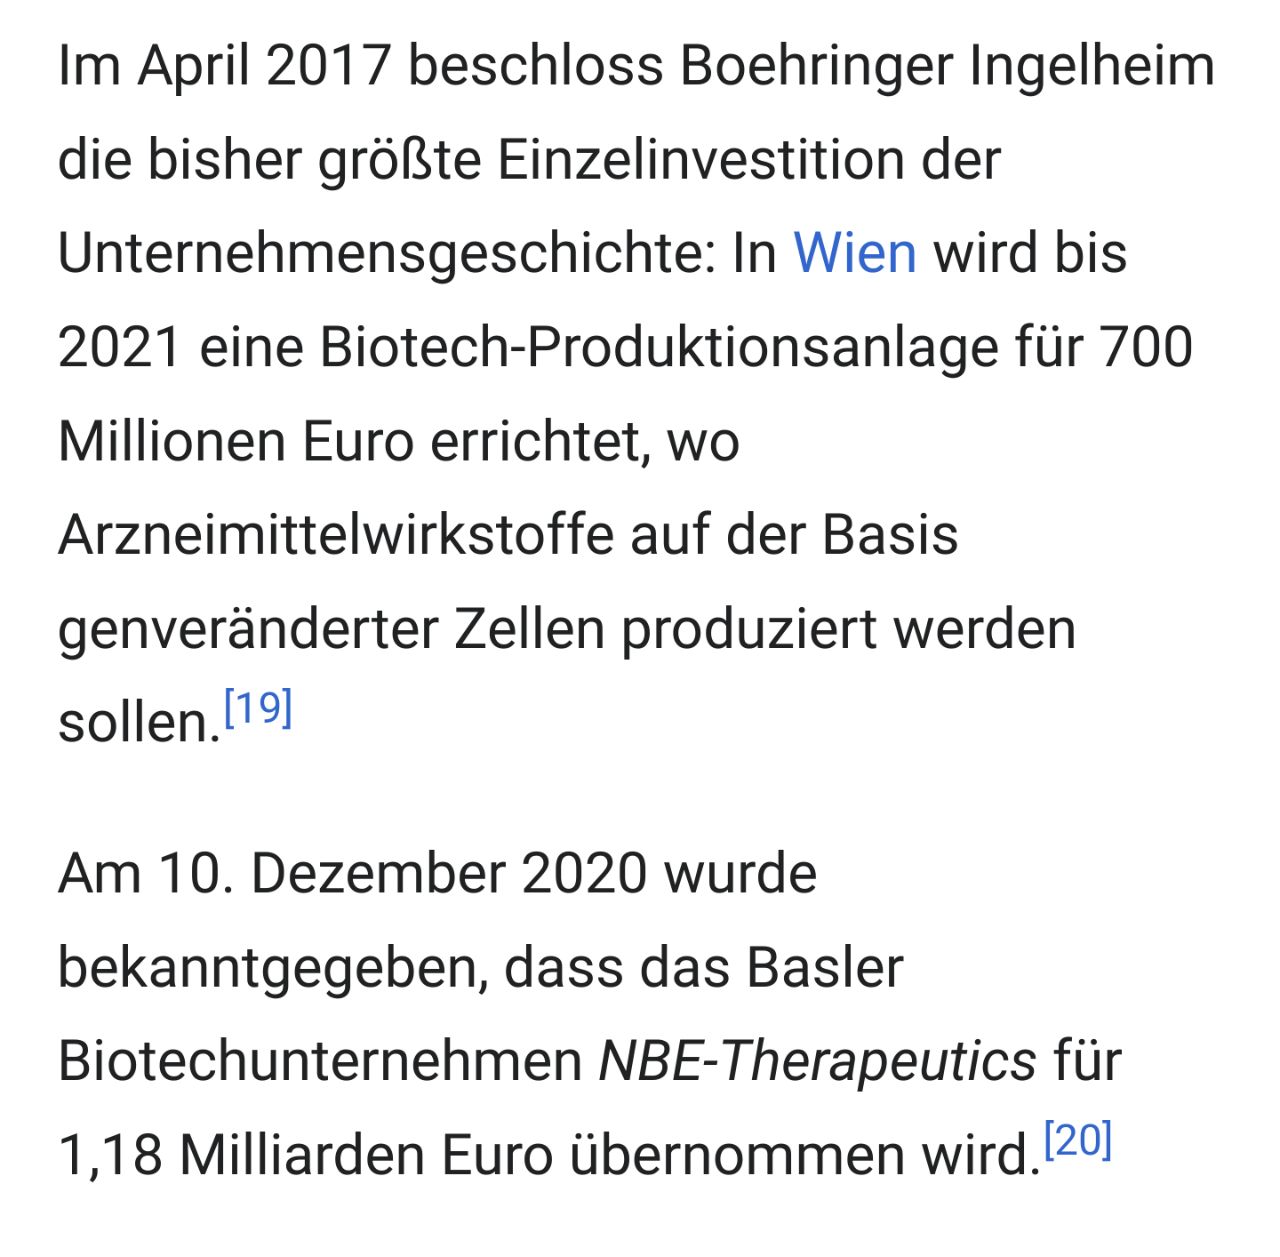 Im April 2017 beschloss Boehringer Ingelheim
die bisher größte Einzelinvestition der
Unternehmensgeschichte: In Wien wird bis
2021 eine Biotech-Produktionsanlage für 700
Millionen Euro errichtet, wo
Arzneimittelwirkstoffe auf der Basis
genveränderter Zellen produziert werden
sollen.[19]
Am 10. Dezember 2020 wurde
bekanntgegeben, dass das Basler
Biotechunternehmen NBE-Therapeutics für
1,18 Milliarden Euro übernommen wird.[20]